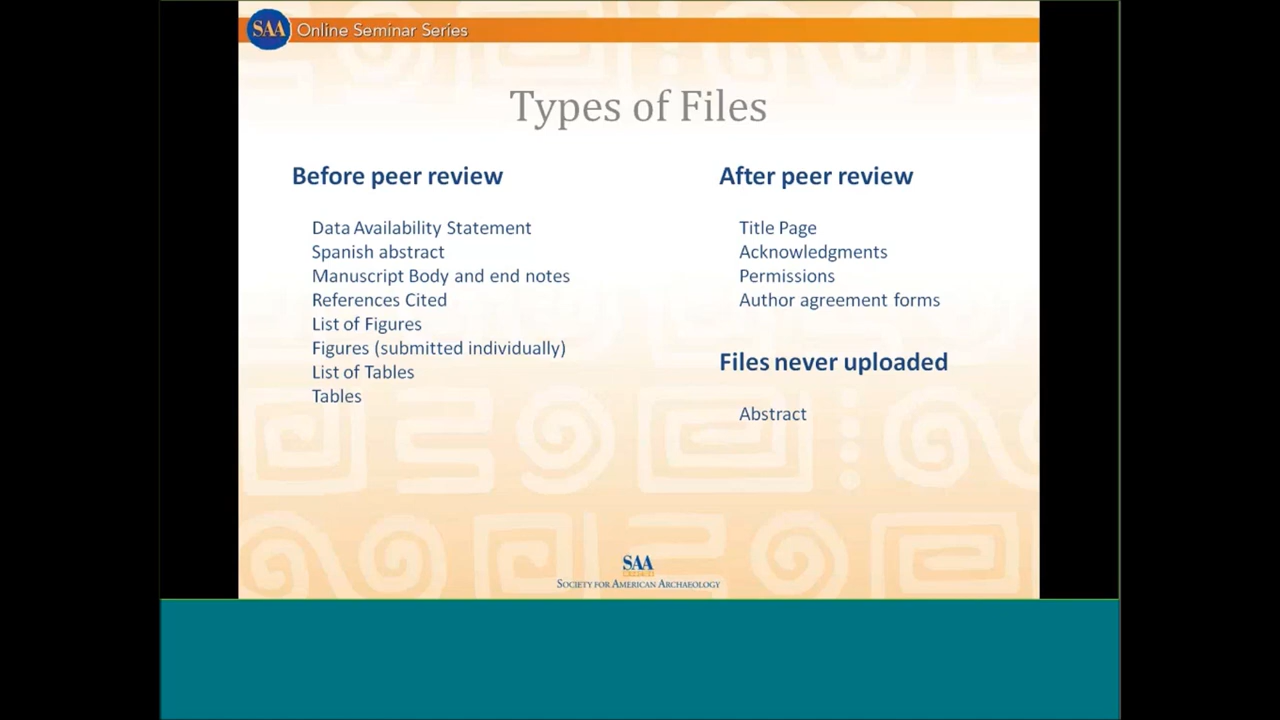 SAA Online Seminar Series
Types of Files
Before peer review
Data Availability Statement
Spanish abstract
Manuscript Body and end notes
References Cited
List of Figures
Figures (submitted individually)
List of Tables
Tables
After peer review
Title Page
Acknowledgments
Permissions
Author agreement forms
Files never uploaded
Abstract
SAA
SOCIETY FOR AMERICAN ARCHAEOLOGY